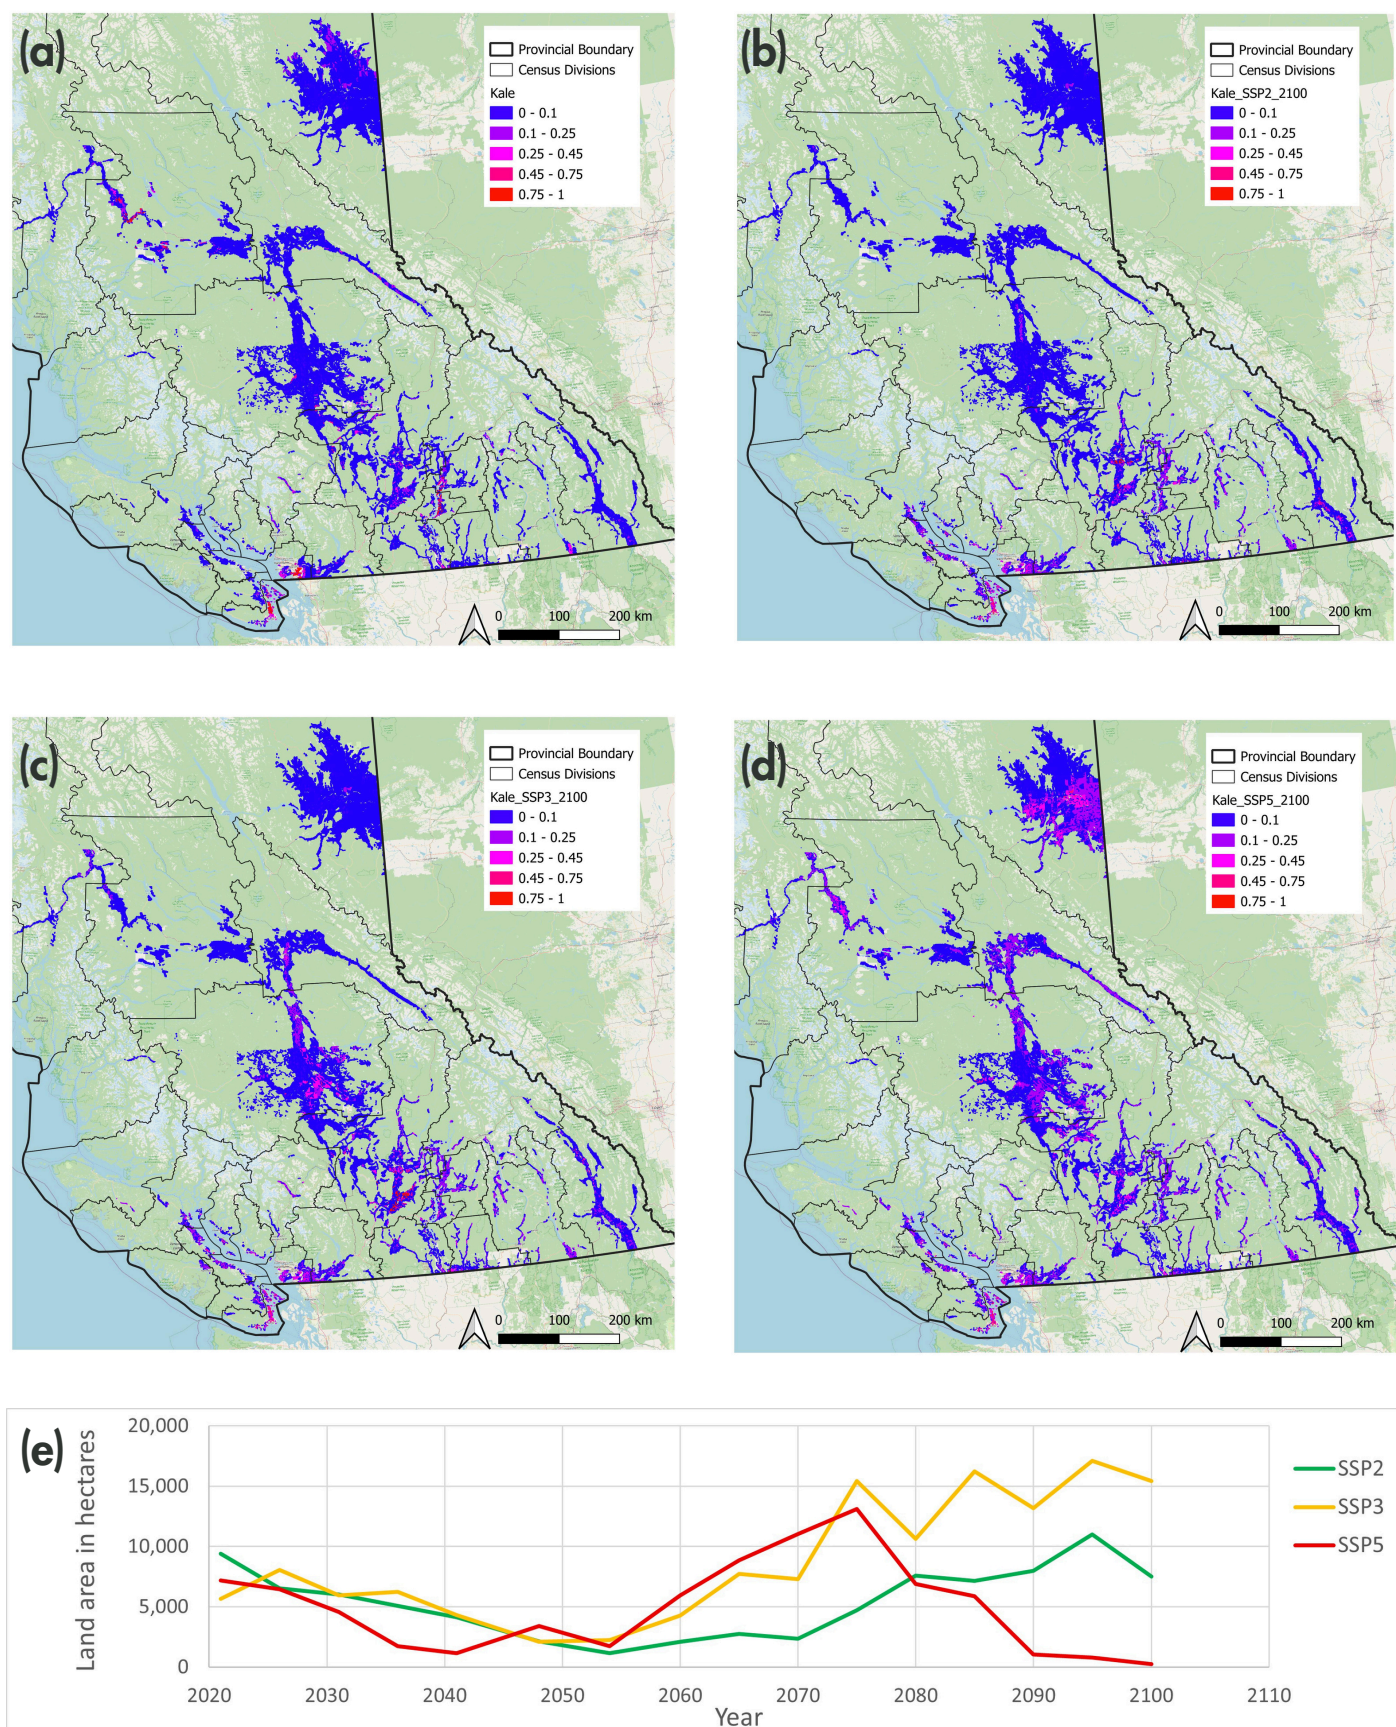 (a)
Provincial Boundary
Census Divisions
Kale
0 - 0.1
0.1 - 0.25
0.25 - 0.45
0.45 - 0.75
0.75 - 1
0 100 200 km
(b)
Provincial Boundary
Census Divisions
Kale_SSP2_2100
0 - 0.1
0.1 - 0.25
0.25 - 0.45
0.45 - 0.75
0.75 - 1
0 100 200 km
(c)
Provincial Boundary
Census Divisions
Kale_SSP3_2100
0 - 0.1
0.1 - 0.25
0.25 - 0.45
0.45 - 0.75
0.75 - 1
0 100 200 km
(d)
Provincial Boundary
Census Divisions
Kale_SSP5_2100
0 - 0.1
0.1 - 0.25
0.25 - 0.45
0.45 - 0.75
0.75 - 1
0 100 200 km
(e)
Land area in hectares
20,000
15,000
10,000
5,000
0
2020 2030 2040 2050 2060 2070 2080 2090 2100 2110
Year
SSP2
SSP3
SSP5